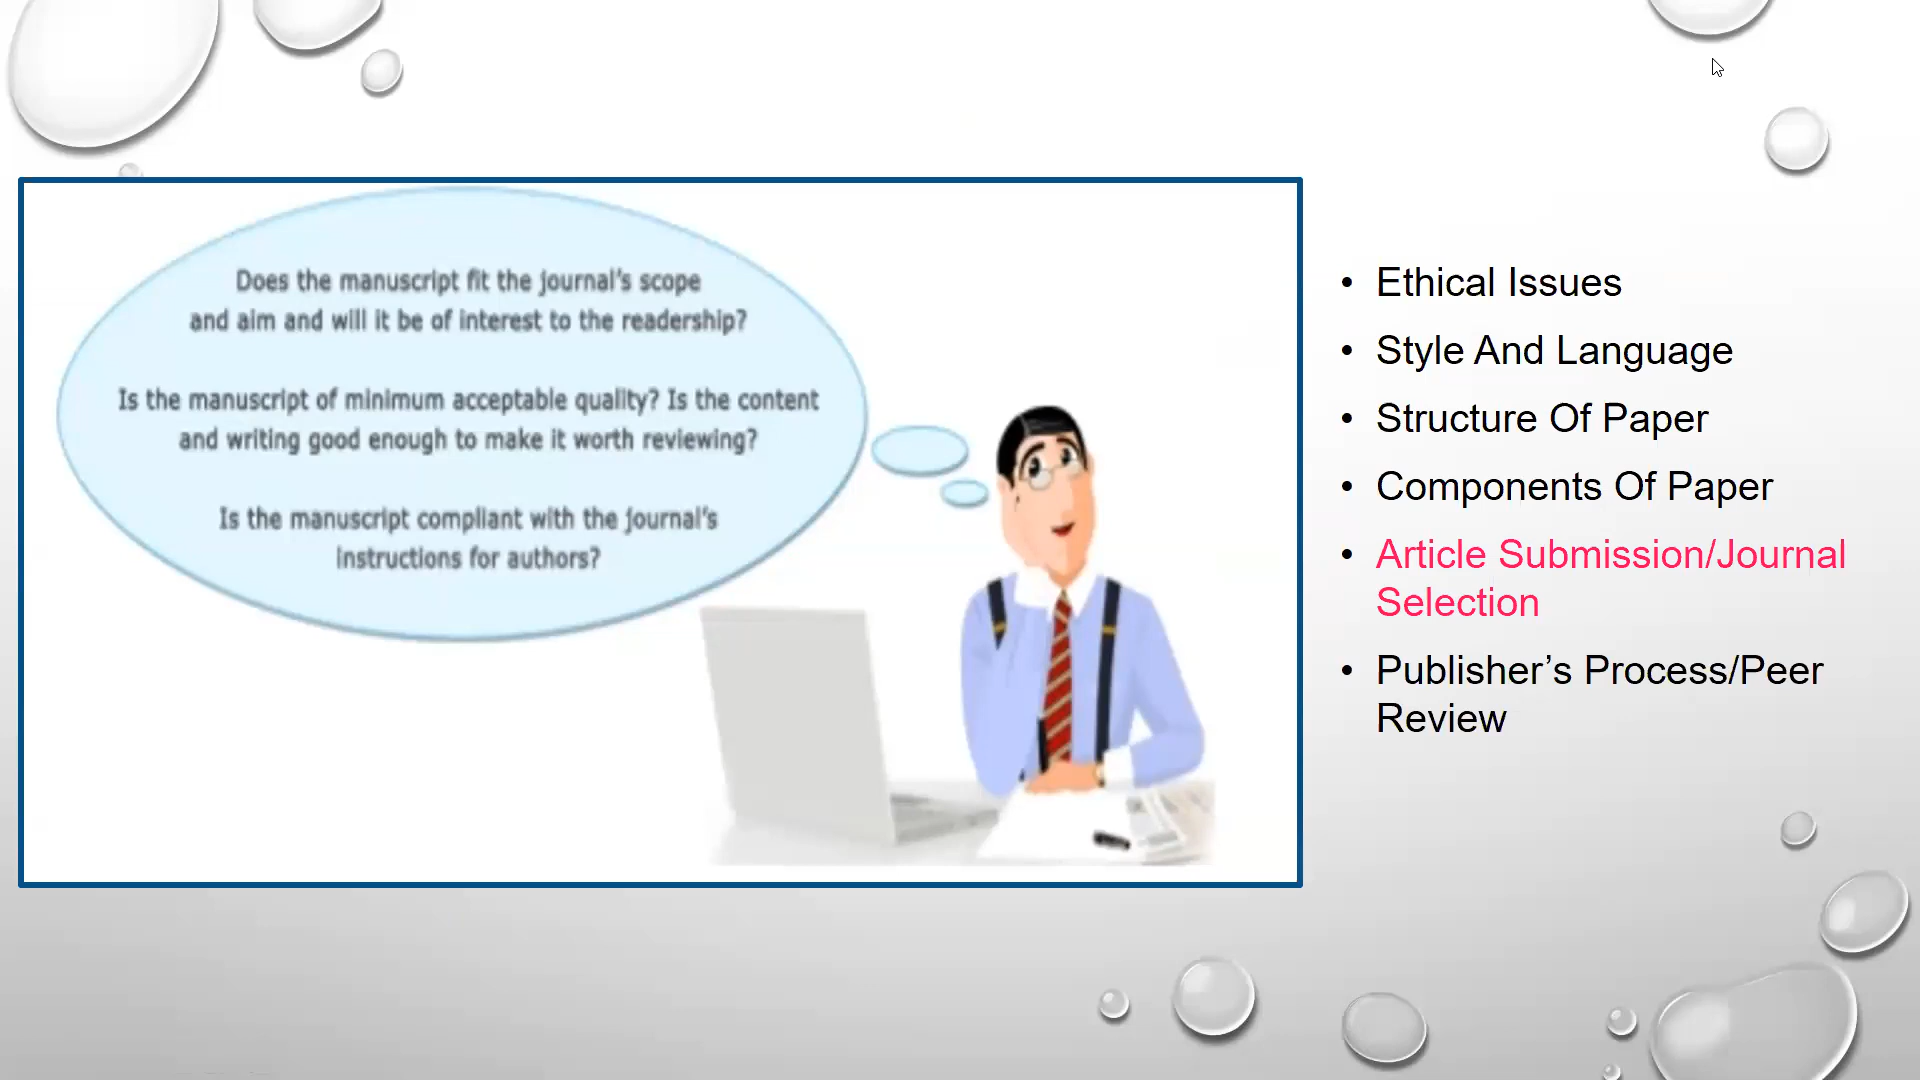 Does the manuscript fit the journal's scope
and aim and will it be of interest to the readership?
Is the manuscript of minimum acceptable quality? Is the content
and writing good enough to make it worth reviewing?
Is the manuscript compliant with the journal's
instructions for authors?
• Ethical Issues
• Style And Language
• Structure Of Paper
• Components Of Paper
• Article Submission/Journal
Selection
• Publisher’s Process/Peer
Review